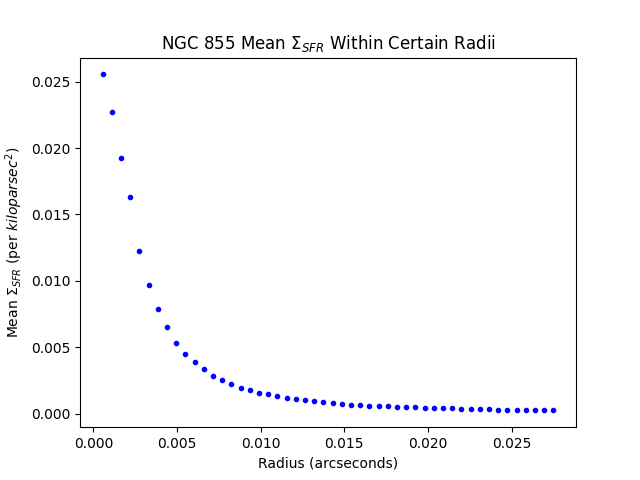 NGC 855 Mean Σ_SFR Within Certain Radii
0.025
0.020
0.015
0.010
0.005
0.000
Mean Σ_SFR (per kiloparsec²)
0.000 0.005 0.010 0.015 0.020 0.025
Radius (arcseconds)